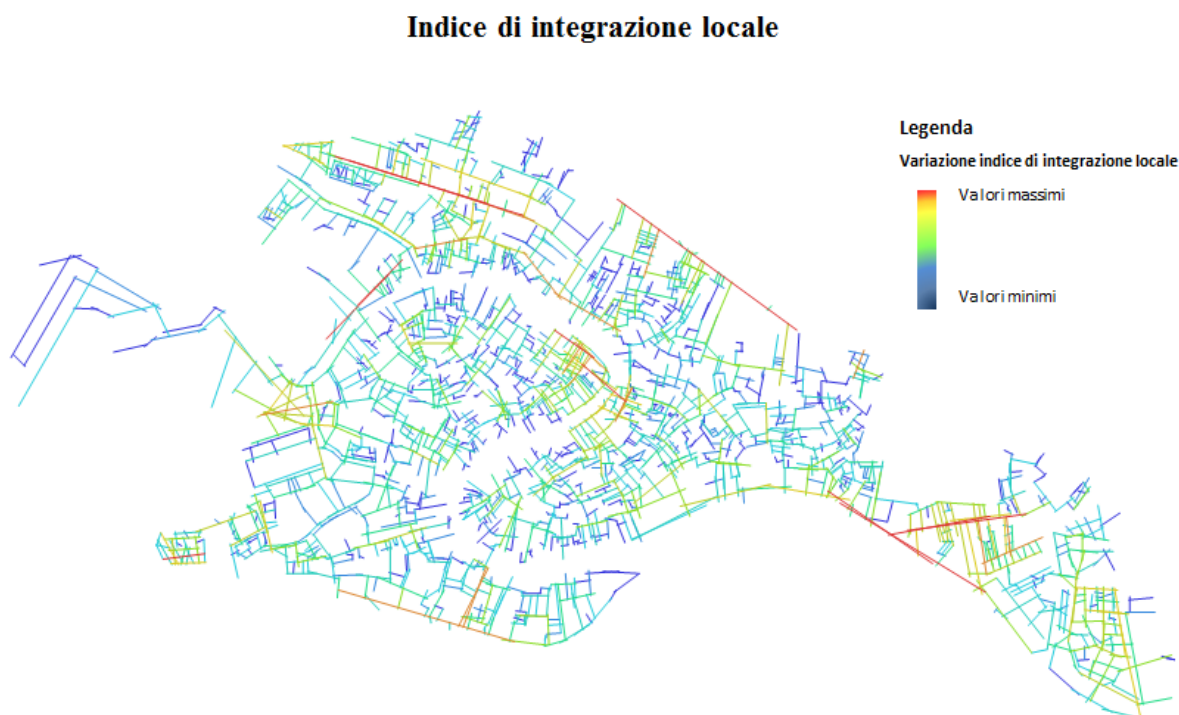 Indice di integrazione locale
Legenda
Variazione indice di integrazione locale
Valori massimi
Valori minimi